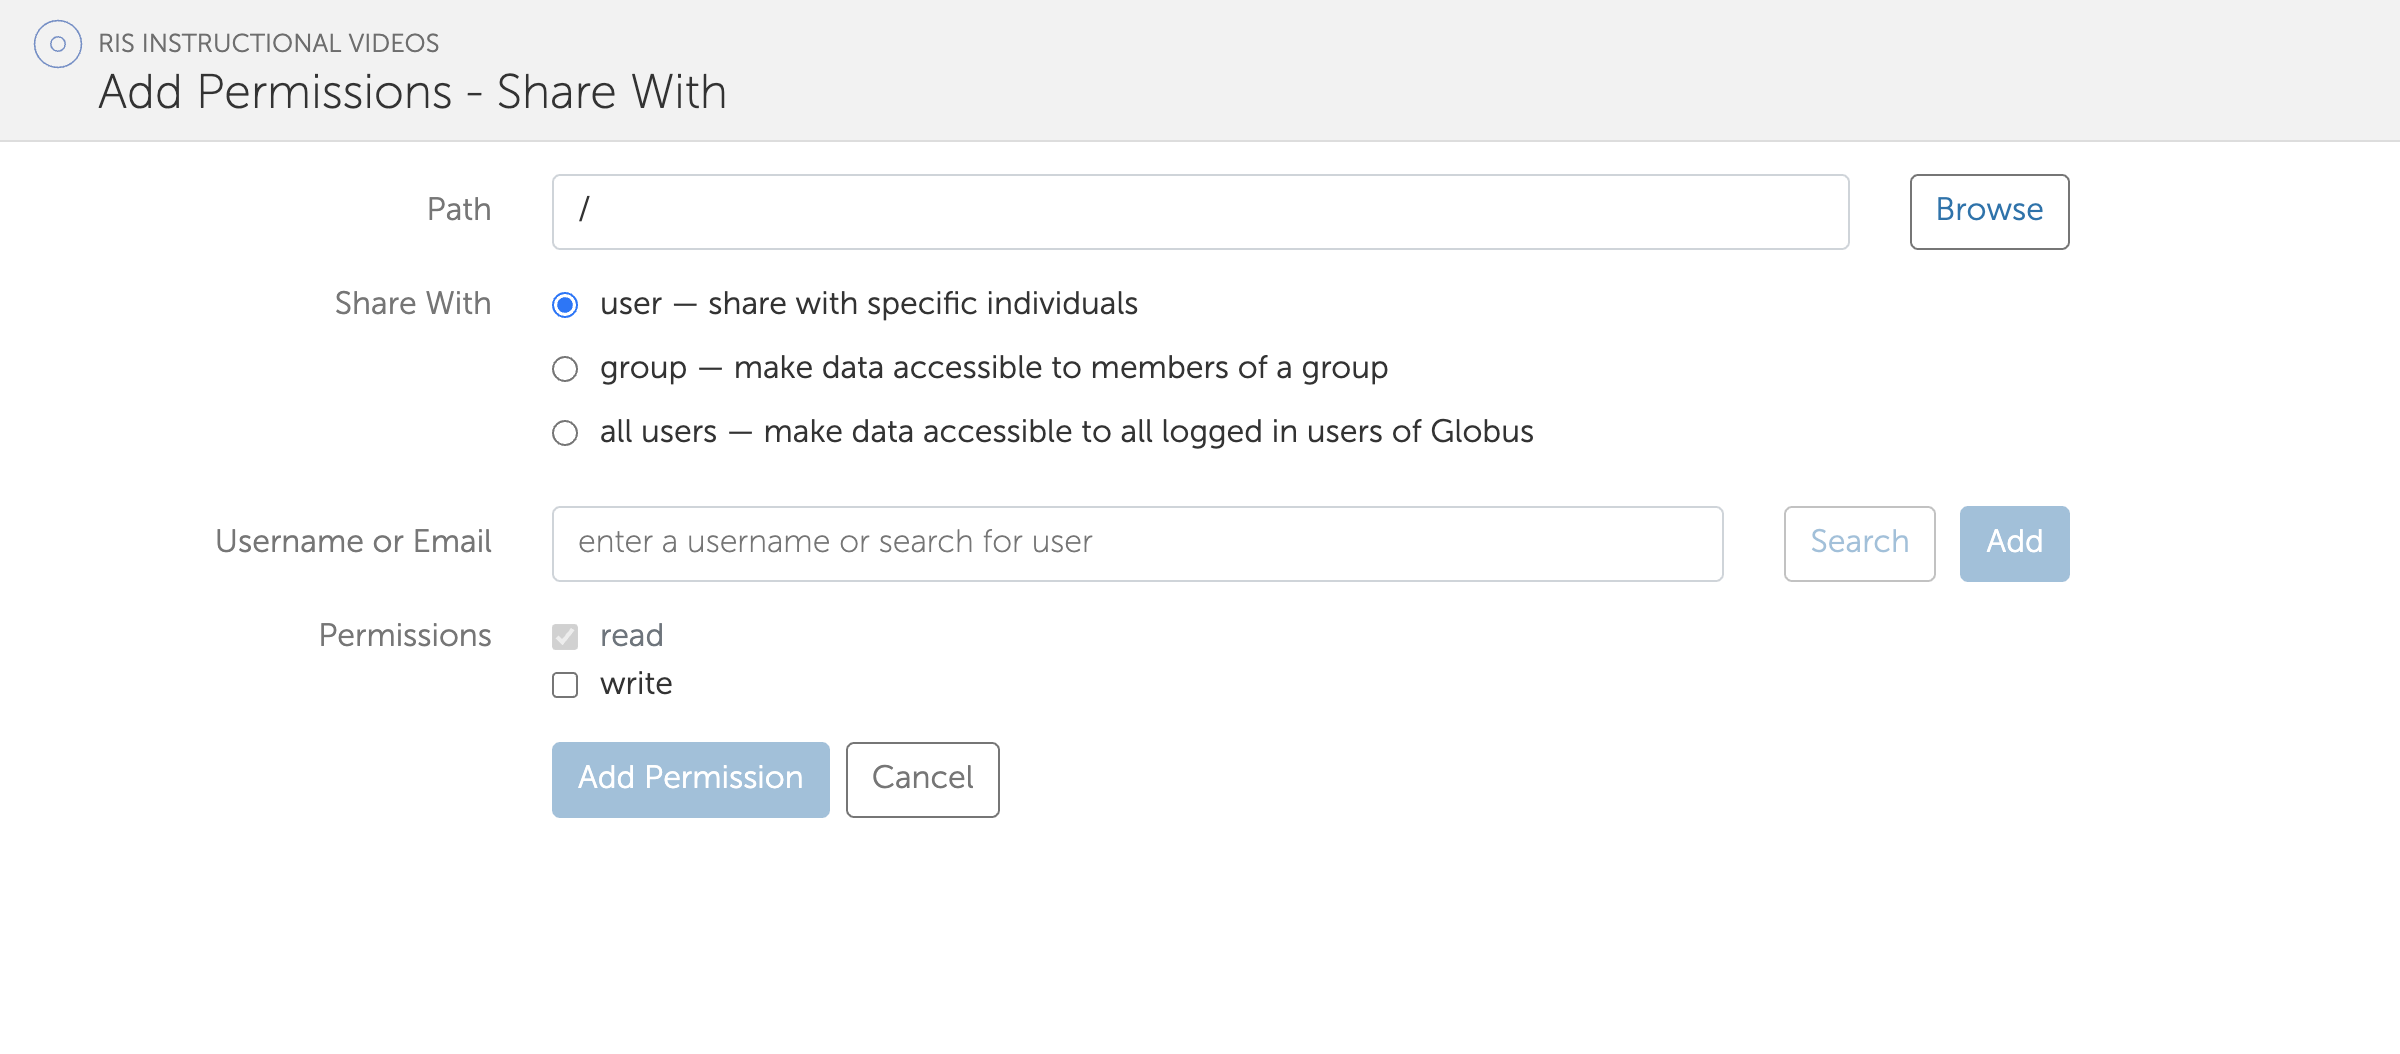 RIS INSTRUCTIONAL VIDEOS
Add Permissions - Share With
Path
/
Browse
Share With
user — share with specific individuals
group — make data accessible to members of a group
all users — make data accessible to all logged in users of Globus
Username or Email
enter a username or search for user
Search
Add
Permissions
read
write
Add Permission
Cancel